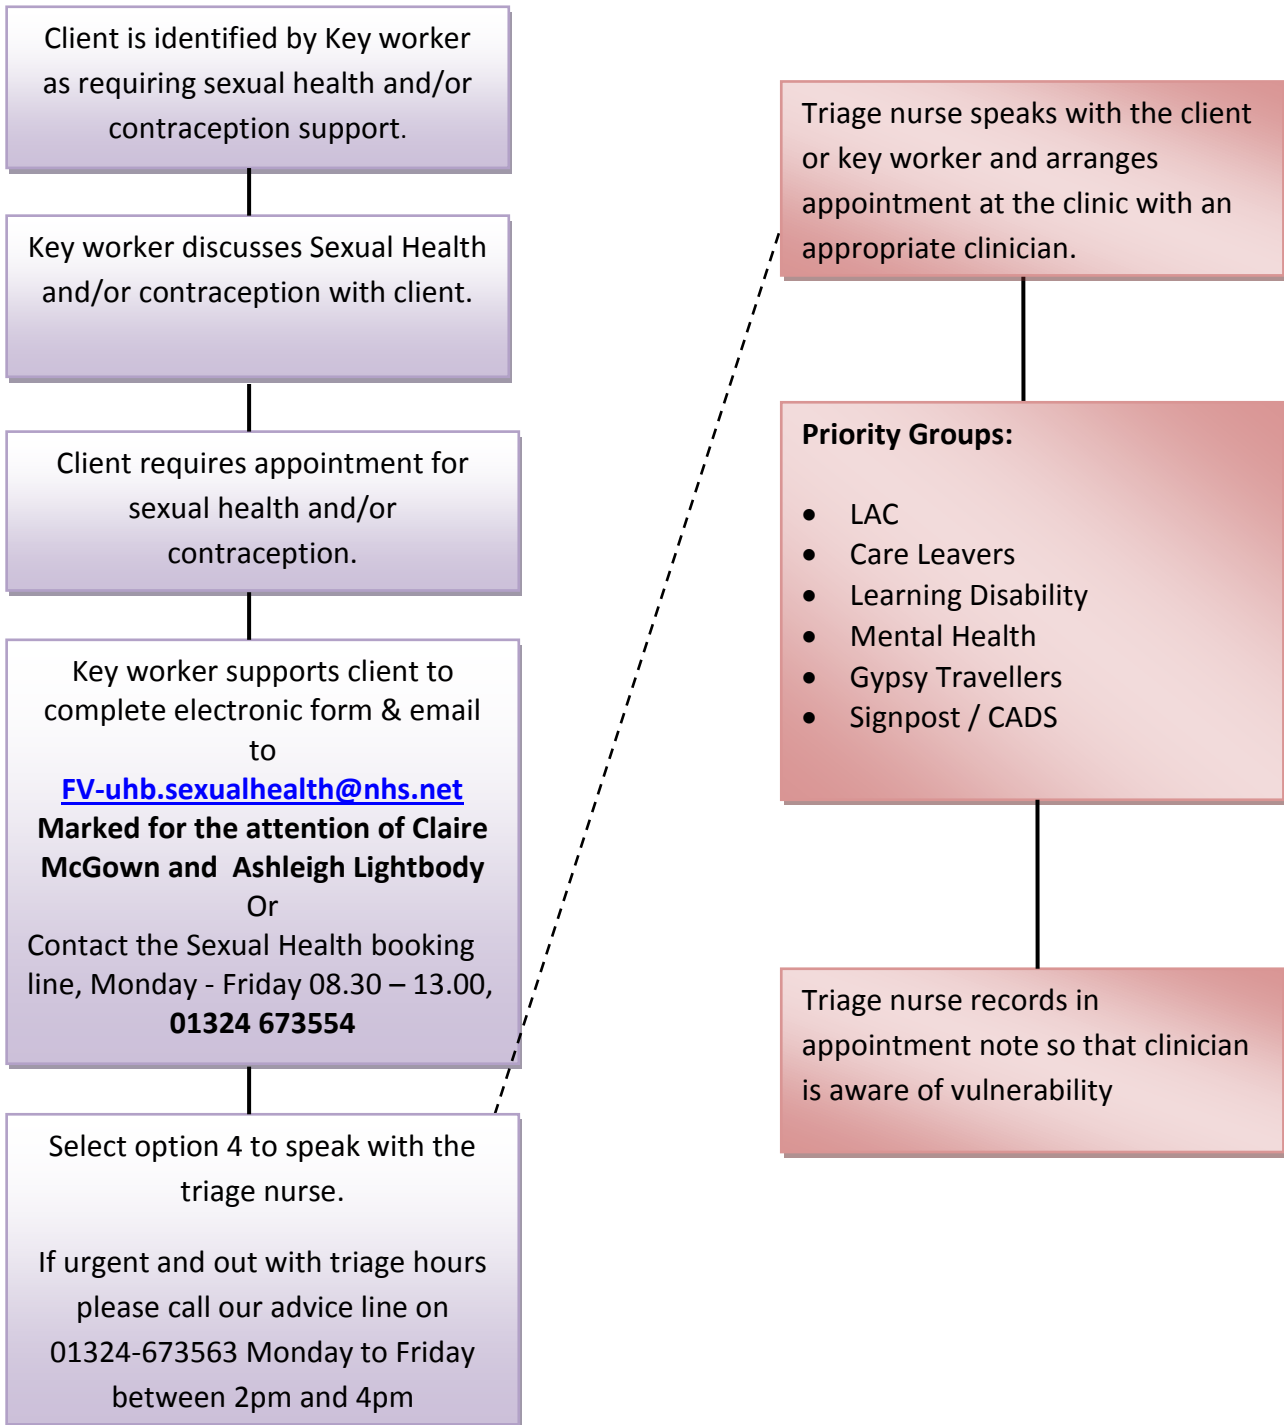 Client is identified by Key worker
as requiring sexual health and/or
contraception support.
Key worker discusses Sexual Health
and/or contraception with client.
Client requires appointment for
sexual health and/or
contraception.
Key worker supports client to
complete electronic form & email
to
FV-uhb.sexualhealth@nhs.net
Marked for the attention of Claire
McGown and Ashleigh Lightbody
Or
Contact the Sexual Health booking
line, Monday - Friday 08.30 – 13.00,
01324 673554
Select option 4 to speak with the
triage nurse.
If urgent and out with triage hours
please call our advice line on
01324-673563 Monday to Friday
between 2pm and 4pm
Triage nurse speaks with the client
or key worker and arranges
appointment at the clinic with an
appropriate clinician.
Priority Groups:
• LAC
• Care Leavers
• Learning Disability
• Mental Health
• Gypsy Travellers
• Signpost / CADS
Triage nurse records in
appointment note so that clinician
is aware of vulnerability